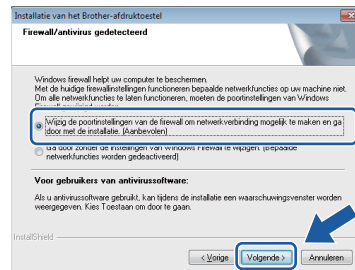 Installatie van het Brother-afdruktoestel
Firewall/antivirus gedetecteerd
Windows firewall helpt uw computer te beschermen.
Met de huidige firewallinstellingen functioneren bepaalde netwerkfuncties op uw machine niet.
Om alle netwerkfuncties te laten functioneren, moeten de poortinstellingen van Windows
Wijzig de poortinstellingen van de firewall om netwerkverbinding mogelijk te maken en ga
door met de installatie. (Aanbevolen)
Ga door zonder de instellingen van Windows Firewall te wijzigen. (Bepaalde
netwerkfuncties worden gedeactiveerd)
Voor gebruikers van antivirussoftware:
Als u antivirussoftware gebruikt, kan tijdens de installatie een waarschuwingsvenster worden
weergegeven. Kies Toestaan om door te gaan.
InstallShield
< Vorige
Volgende >
Annuleren